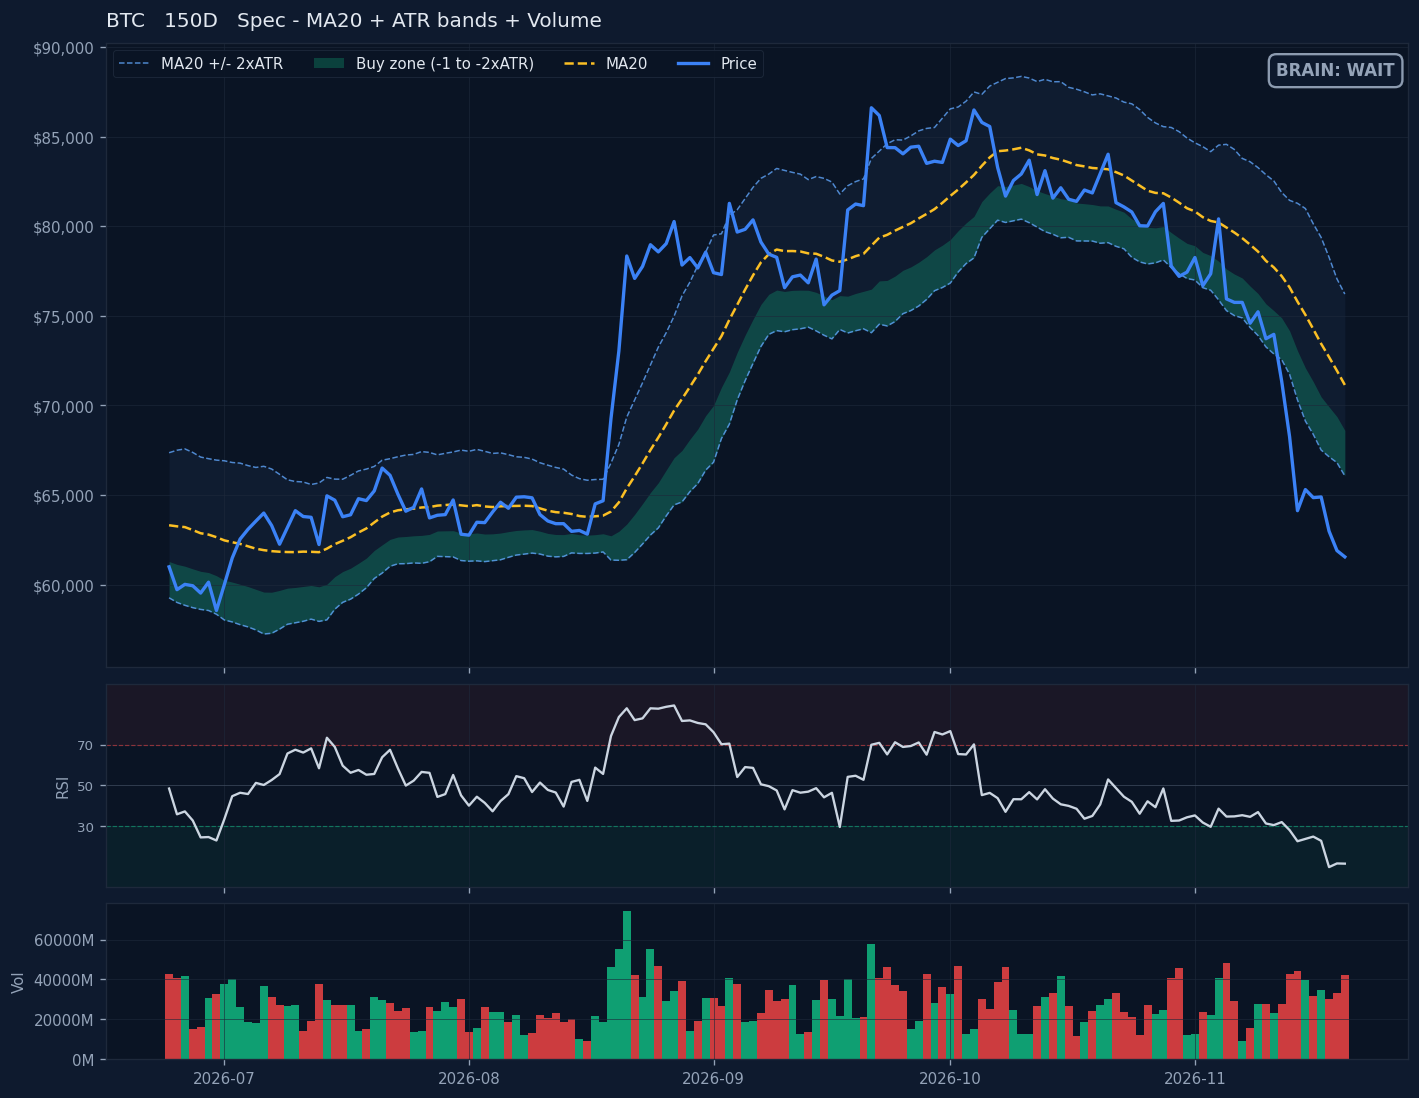 BTC   150D   Spec - MA20 + ATR bands + Volume
MA20 +/- 2xATR   Buy zone (-1 to -2xATR)   MA20   Price
BRAIN: WAIT
$90,000
$85,000
$80,000
$75,000
$70,000
$65,000
$60,000
RSI
70
50
30
Vol
60000M
40000M
20000M
0M
2026-07   2026-08   2026-09   2026-10   2026-11